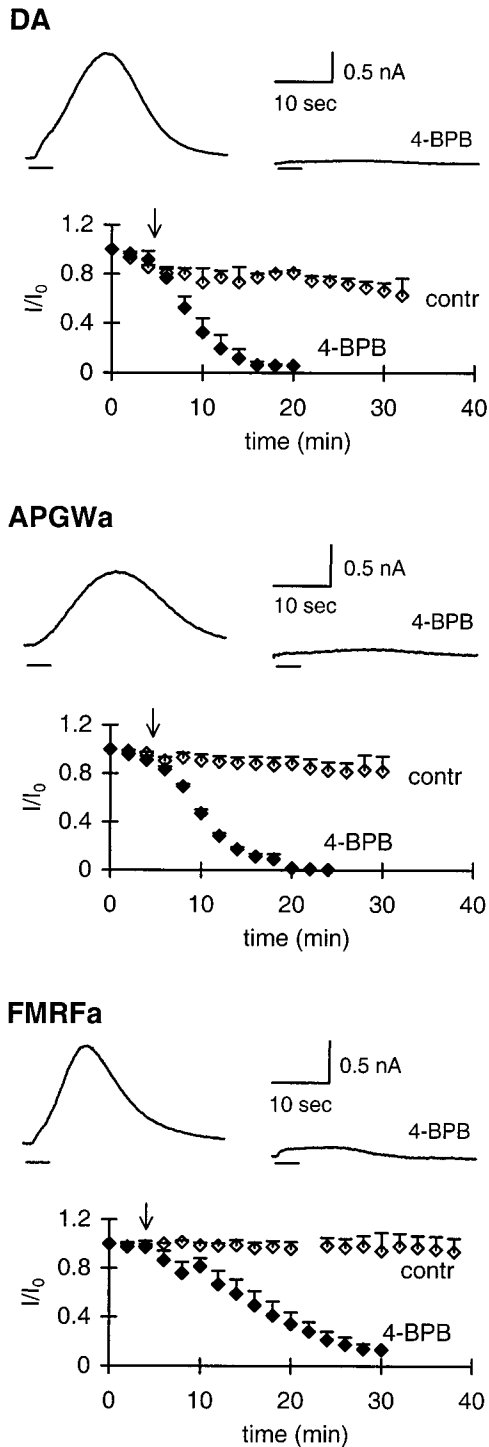 DA
0.5 nA
10 sec
4-BPB
1.2
0.8
0.4
0
I/I0
contr
4-BPB
0 10 20 30 40
time (min)
APGWa
0.5 nA
10 sec
4-BPB
1.2
0.8
0.4
0
I/I0
contr
4-BPB
0 10 20 30 40
time (min)
FMRFa
0.5 nA
10 sec
4-BPB
1.2
0.8
0.4
0
I/I0
contr
4-BPB
0 10 20 30 40
time (min)